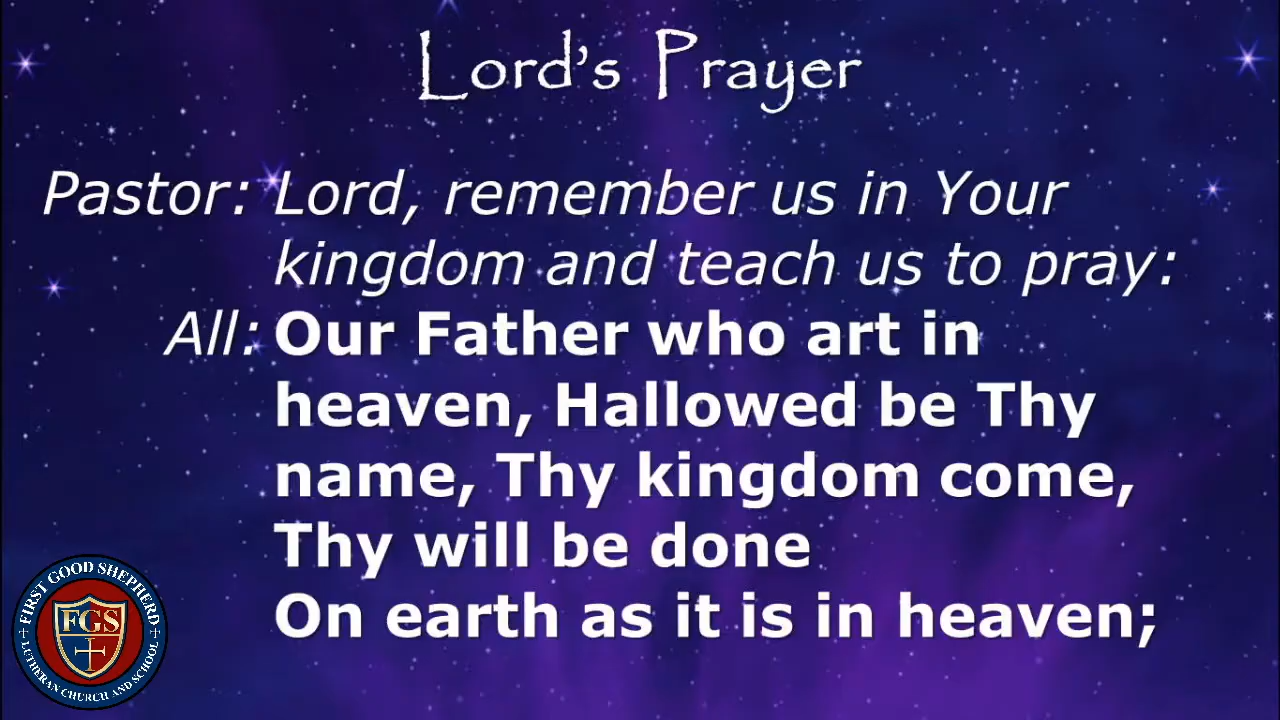 Lord's Prayer
Pastor: Lord, remember us in Your
kingdom and teach us to pray:
All: Our Father who art in
heaven, Hallowed be Thy
name, Thy kingdom come,
Thy will be done
On earth as it is in heaven;
FIRST GOOD SHEPHERD
FGS
LUTHERAN CHURCH AND SCHOOL